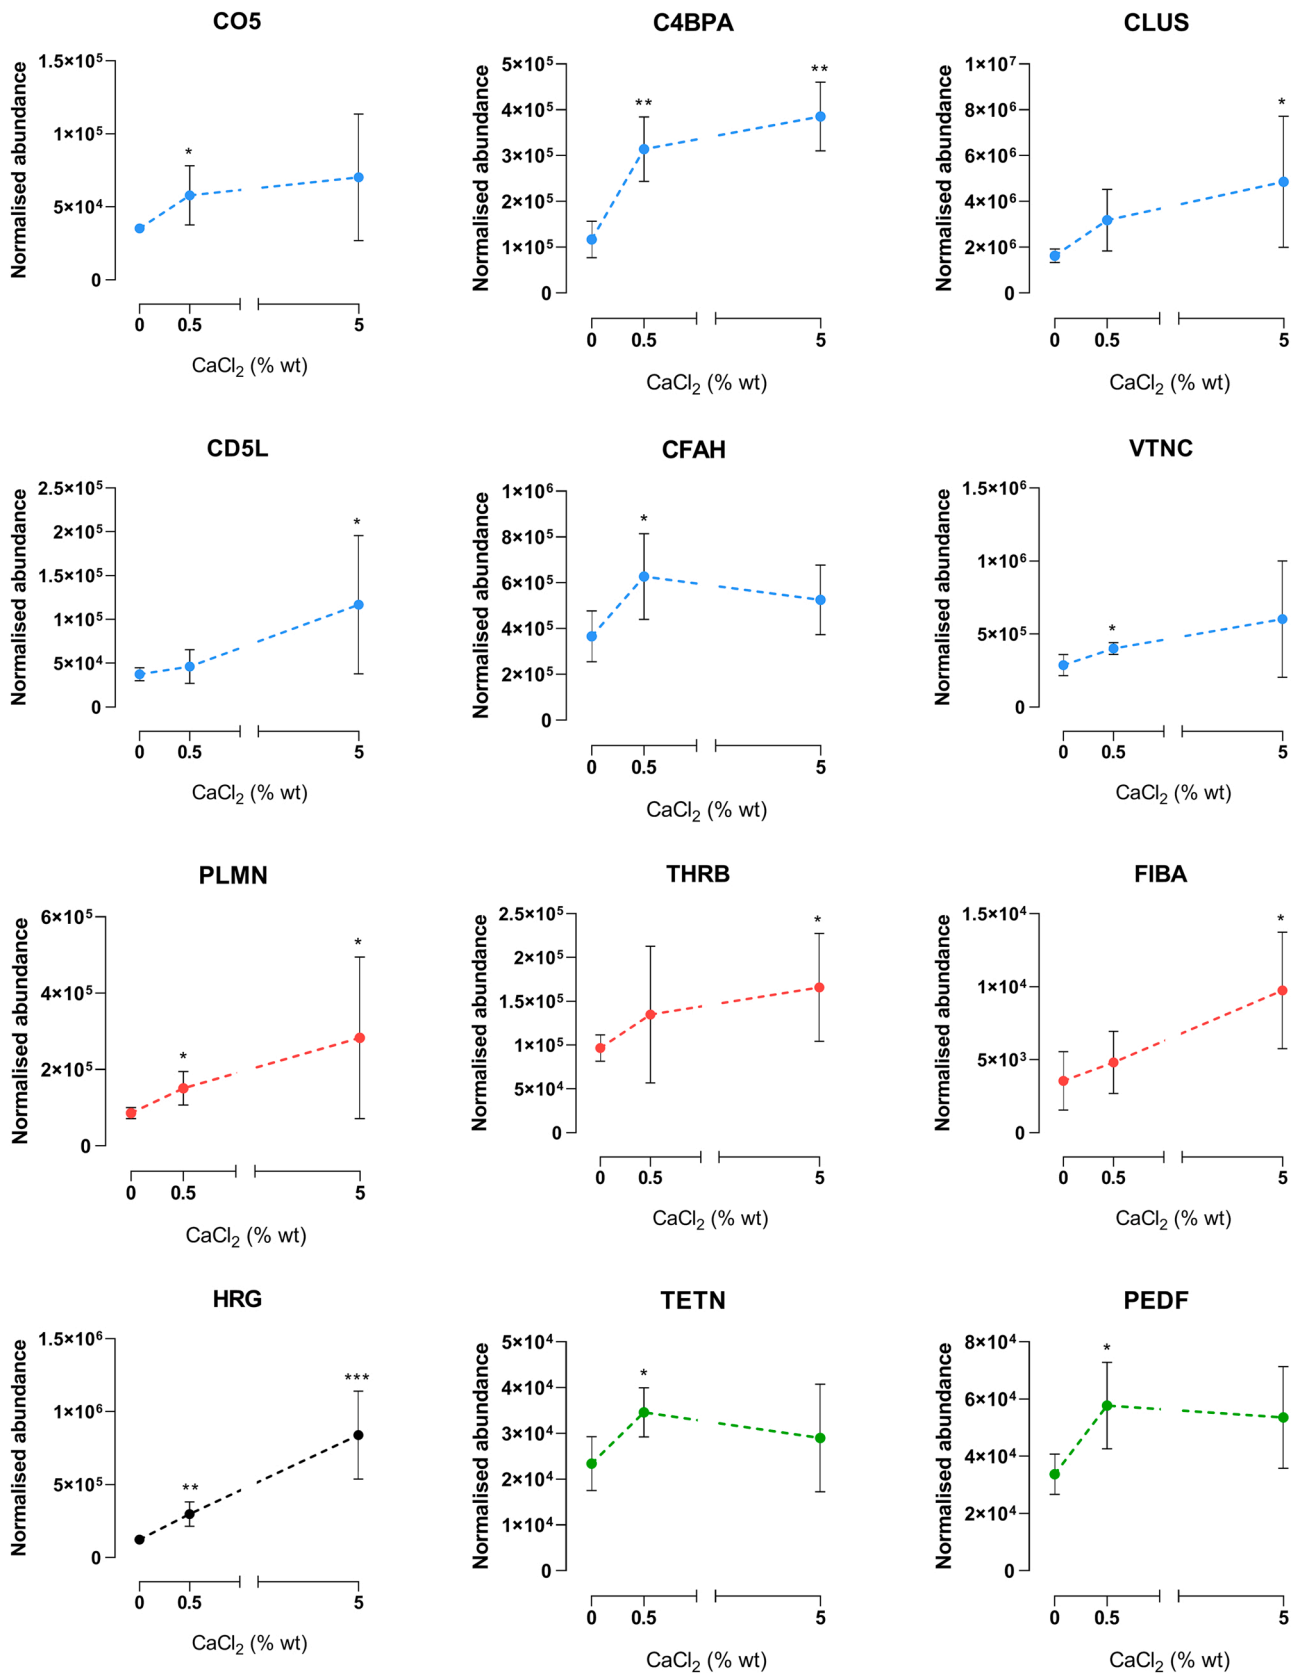 CO5
Normalised abundance
1.5×10⁵
1×10⁵
5×10⁴
0
*
0 0.5 5
CaCl₂ (% wt)
C4BPA
Normalised abundance
5×10⁵
4×10⁵
3×10⁵
2×10⁵
1×10⁵
0
** **
0 0.5 5
CaCl₂ (% wt)
CLUS
Normalised abundance
1×10⁷
8×10⁶
6×10⁶
4×10⁶
2×10⁶
0
*
0 0.5 5
CaCl₂ (% wt)
CD5L
Normalised abundance
2.5×10⁵
2×10⁵
1.5×10⁵
1×10⁵
5×10⁴
0
*
0 0.5 5
CaCl₂ (% wt)
CFAH
Normalised abundance
1×10⁶
8×10⁵
6×10⁵
4×10⁵
2×10⁵
0
*
0 0.5 5
CaCl₂ (% wt)
VTNC
Normalised abundance
1.5×10⁶
1×10⁶
5×10⁵
0
*
0 0.5 5
CaCl₂ (% wt)
PLMN
Normalised abundance
6×10⁵
4×10⁵
2×10⁵
0
* *
0 0.5 5
CaCl₂ (% wt)
THRB
Normalised abundance
2.5×10⁵
2×10⁵
1.5×10⁵
1×10⁵
5×10⁴
0
*
0 0.5 5
CaCl₂ (% wt)
FIBA
Normalised abundance
1.5×10⁴
1×10⁴
5×10³
0
*
0 0.5 5
CaCl₂ (% wt)
HRG
Normalised abundance
1.5×10⁶
1×10⁶
5×10⁵
0
** ***
0 0.5 5
CaCl₂ (% wt)
TETN
Normalised abundance
5×10⁴
4×10⁴
3×10⁴
2×10⁴
1×10⁴
0
*
0 0.5 5
CaCl₂ (% wt)
PEDF
Normalised abundance
8×10⁴
6×10⁴
4×10⁴
2×10⁴
0
*
0 0.5 5
CaCl₂ (% wt)